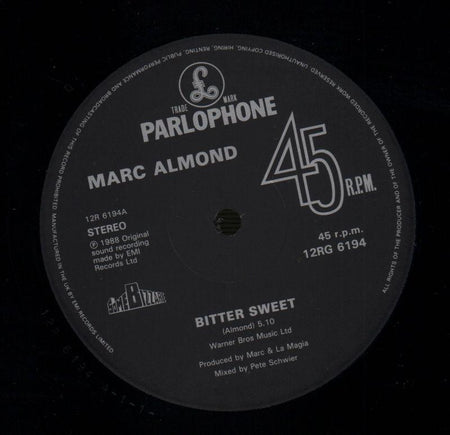 ALL RIGHTS OF THE PRODUCER AND OF THE OWNER OF THE RECORDED WORK RESERVED. UNAUTHORISED COPYING, HIRING, RENTING, PUBLIC PERFORMANCE AND BROADCASTING OF THIS RECORD PROHIBITED MANUFACTURED IN THE UK BY EMI RECORDS LIMITED
£
TRADE MARK
PARLOPHONE
MARC ALMOND
45 R.P.M.
12R 6194A
STEREO
℗ 1988 Original
sound recording
made by EMI
Records Ltd
45 r.p.m.
12RG 6194
SOME BIZZARE
BITTER SWEET
(Almond) 5.10
Warner Bros Music Ltd
Produced by Marc & La Magia
Mixed by Pete Schwier